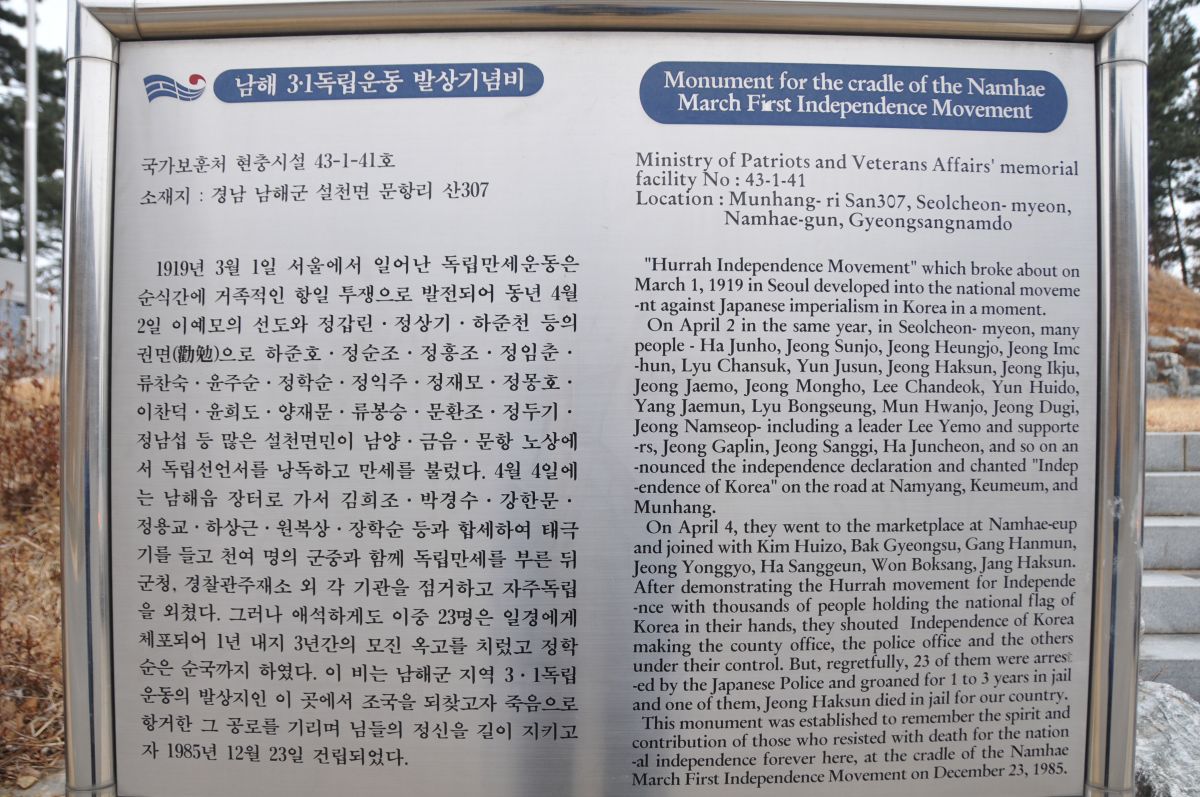 남해 3·1독립운동 발상기념비
국가보훈처 현충시설 43-1-41호
소재지 : 경남 남해군 설천면 문항리 산307
1919년 3월 1일 서울에서 일어난 독립만세운동은
순식간에 거족적인 항일 투쟁으로 발전되어 동년 4월
2일 이예모의 선도와 정갑린·정상기·하준천 등의
권면(勸勉)으로 하준호·정순조·정흥조·정임춘·
류찬숙·윤주순·정학순·정익주·정재모·정몽호·
이찬덕·윤희도·양재문·류봉승·문환조·정두기·
정남섭 등 많은 설천면민이 남양·금음·문항 노상에
서 독립선언서를 낭독하고 만세를 불렀다. 4월 4일에
는 남해읍 장터로 가서 김희조·박경수·강한문·
정용교·하상근·원복상·장학순 등과 합세하여 태극
기를 들고 천여 명의 군중과 함께 독립만세를 부른 뒤
군청, 경찰관주재소 외 각 기관을 점거하고 자주독립
을 외쳤다. 그러나 애석하게도 이중 23명은 일경에게
체포되어 1년 내지 3년간의 모진 옥고를 치렀고 정학
순은 순국까지 하였다. 이 비는 남해군 지역 3·1독립
운동의 발상지인 이 곳에서 조국을 되찾고자 죽음으로
항거한 그 공로를 기리며 님들의 정신을 길이 지키고
자 1985년 12월 23일 건립되었다.
Monument for the cradle of the Namhae
March First Independence Movement
Ministry of Patriots and Veterans Affairs' memorial
facility No : 43-1-41
Location : Munhang- ri San307, Seolcheon- myeon,
Namhae-gun, Gyeongsangnamdo
"Hurrah Independence Movement" which broke about on
March 1, 1919 in Seoul developed into the national moveme
-nt against Japanese imperialism in Korea in a moment.
On April 2 in the same year, in Seolcheon- myeon, many
people - Ha Junho, Jeong Sunjo, Jeong Heungjo, Jeong Imc
-hun, Lyu Chansuk, Yun Jusun, Jeong Haksun, Jeong Ikju,
Jeong Jaemo, Jeong Mongho, Lee Chandeok, Yun Huido,
Yang Jaemun, Lyu Bongseung, Mun Hwanjo, Jeong Dugi,
Jeong Namseop- including a leader Lee Yemo and supporte
-rs, Jeong Gaplin, Jeong Sanggi, Ha Juncheon, and so on an
-nounced the independence declaration and chanted "Indep
-endence of Korea" on the road at Namyang, Keumeum, and
Munhang.
On April 4, they went to the marketplace at Namhae-eup
and joined with Kim Huizo, Bak Gyeongsu, Gang Hanmun,
Jeong Yonggyo, Ha Sanggeun, Won Boksang, Jang Haksun.
After demonstrating the Hurrah movement for Independe
-nce with thousands of people holding the national flag of
Korea in their hands, they shouted Independence of Korea
making the county office, the police office and the others
under their control. But, regretfully, 23 of them were arrest
-ed by the Japanese Police and groaned for 1 to 3 years in jail
and one of them, Jeong Haksun died in jail for our country.
This monument was established to remember the spirit and
contribution of those who resisted with death for the nation
-al independence forever here, at the cradle of the Namhae
March First Independence Movement on December 23, 1985.